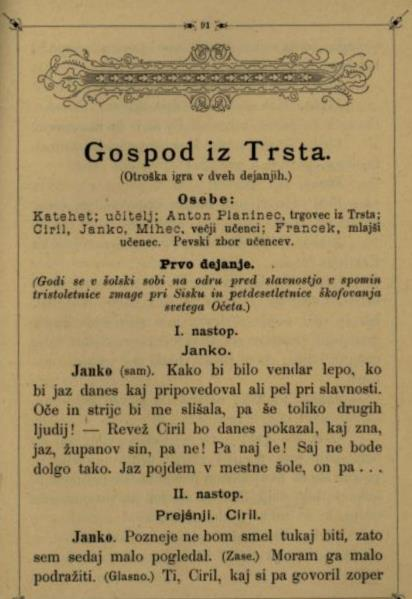 91
Gospod iz Trsta.
(Otroška igra v dveh dejanjih.)
Osebe:
Katehet; učitelj; Anton Planinec, trgovec iz Trsta;
Ciril, Janko, Mihec, večji učenci; Francek, mlajši
učenec. Pevski zbor učencev.
Prvo dejanje.
(Godi se v šolski sobi na odru pred slavnostjo v spomin
tristoletnice zmage pri Sisku in petdesetletnice škofovanja
svetega Očeta.)
I. nastop.
Janko.
Janko (sam). Kako bi bilo vendar lepo, ko
bi jaz danes kaj pripovedoval ali pel pri slavnosti.
Oče in strijc bi me slišala, pa še toliko drugih
ljudij! — Revež Ciril bo danes pokazal, kaj zna,
jaz, županov sin, pa ne! Pa naj le! Saj ne bode
dolgo tako. Jaz pojdem v mestne šole, on pa . . .
II. nastop.
Prejšnji. Ciril.
Janko. Pozneje ne bom smel tukaj biti, zato
sem sedaj malo pogledal. (Zase.) Moram ga malo
podražiti. (Glasno.) Ti, Ciril, kaj si pa govoril zoper